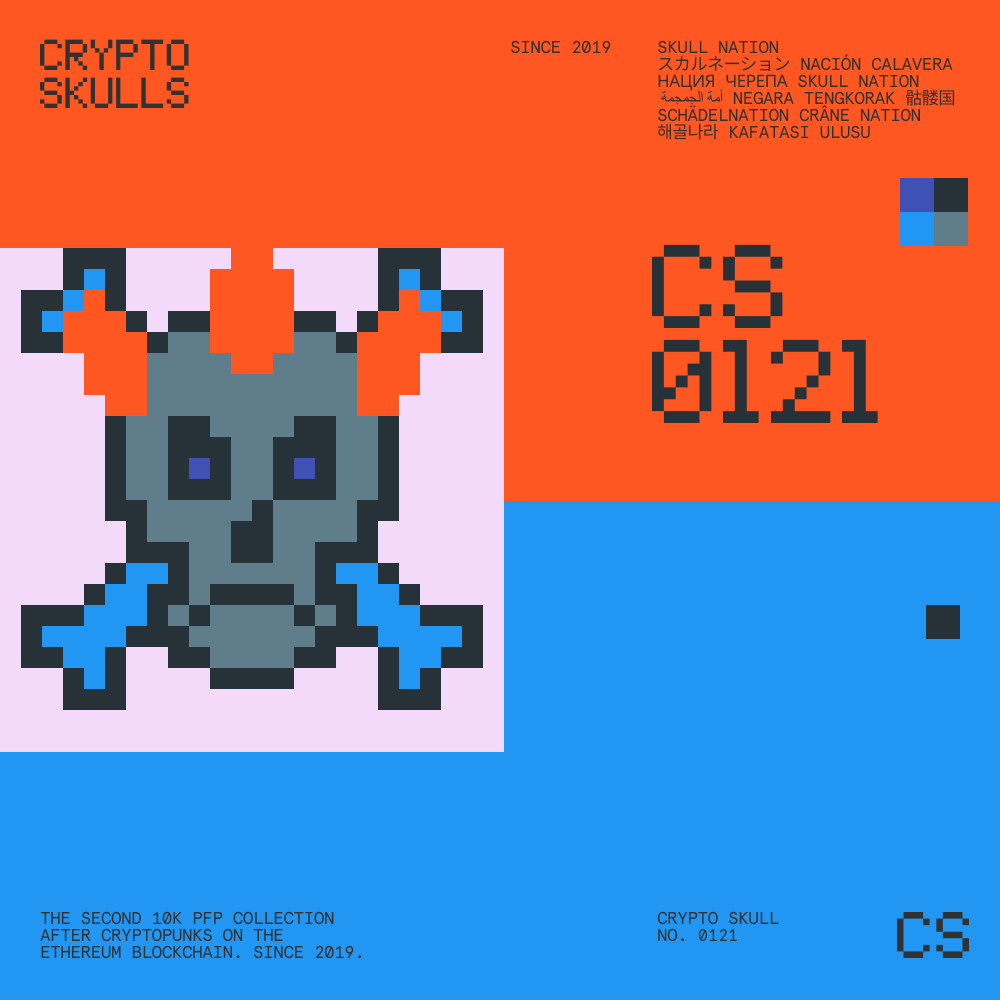 CRYPTO
SKULLS
SINCE 2019
SKULL NATION
スカルネーション NACIÓN CALAVERA
НАЦИЯ ЧЕРЕПА SKULL NATION
أمة الجمجمة NEGARA TENGKORAK 骷髅国
SCHÄDELNATION CRÂNE NATION
해골나라 KAFATASI ULUSU
CS
0121
THE SECOND 10K PFP COLLECTION
AFTER CRYPTOPUNKS ON THE
ETHEREUM BLOCKCHAIN. SINCE 2019.
CRYPTO SKULL
NO. 0121
CS